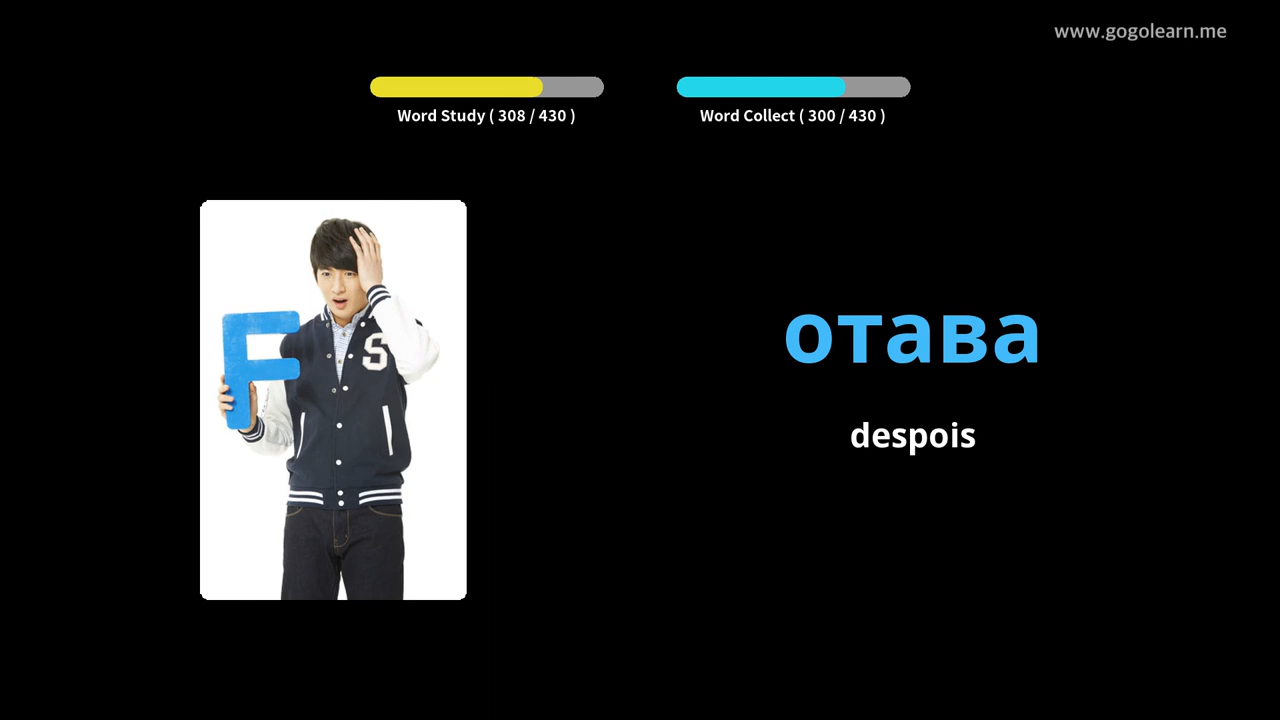 www.gogolearn.me
Word Study ( 308 / 430 )
Word Collect ( 300 / 430 )
F
S
отава
despois